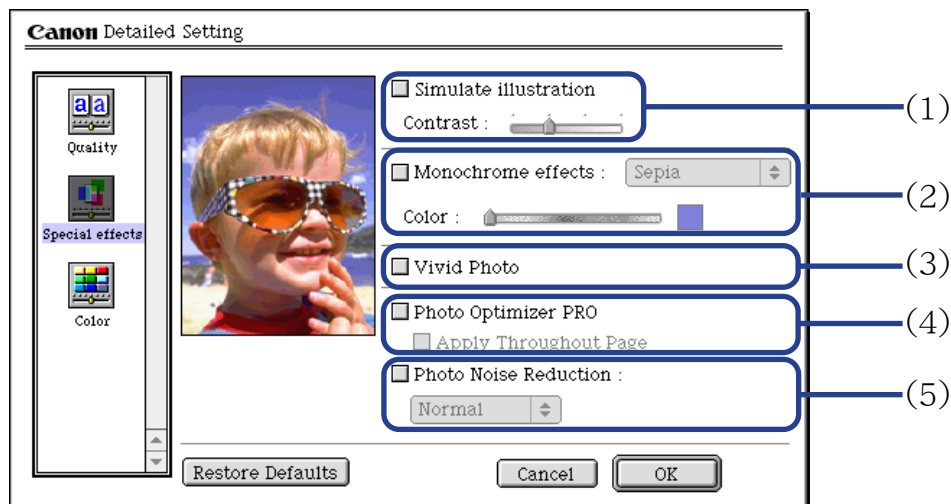 Canon Detailed Setting
aa
Quality
Special effects
Color
Simulate illustration
Contrast :
(1)
Monochrome effects : Sepia
Color :
(2)
Vivid Photo
(3)
Photo Optimizer PRO
Apply Throughout Page
(4)
Photo Noise Reduction :
Normal
(5)
Restore Defaults Cancel OK